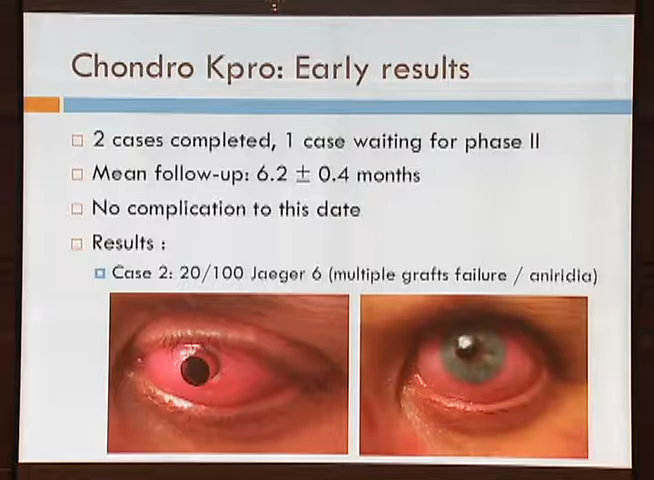 Chondro Kpro: Early results
2 cases completed, 1 case waiting for phase II
Mean follow-up: 6.2 ± 0.4 months
No complication to this date
Results :
Case 2: 20/100 Jaeger 6 (multiple grafts failure / aniridia)